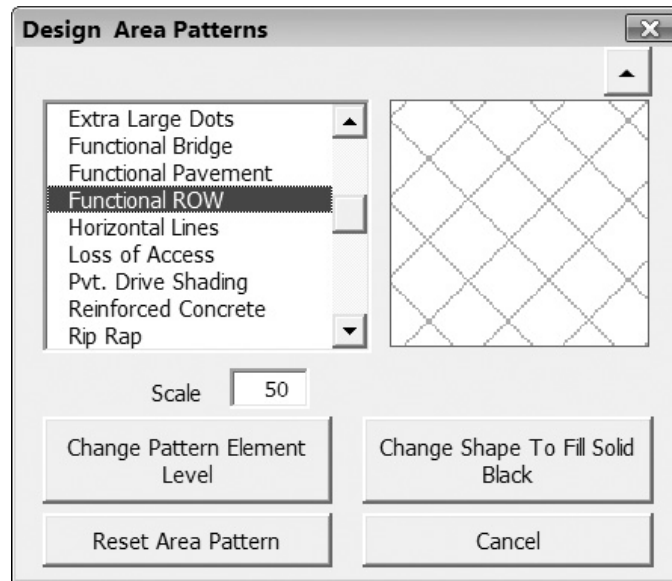 Design Area Patterns
Extra Large Dots
Functional Bridge
Functional Pavement
Functional ROW
Horizontal Lines
Loss of Access
Pvt. Drive Shading
Reinforced Concrete
Rip Rap
Scale 50
Change Pattern Element
Level
Change Shape To Fill Solid
Black
Reset Area Pattern
Cancel